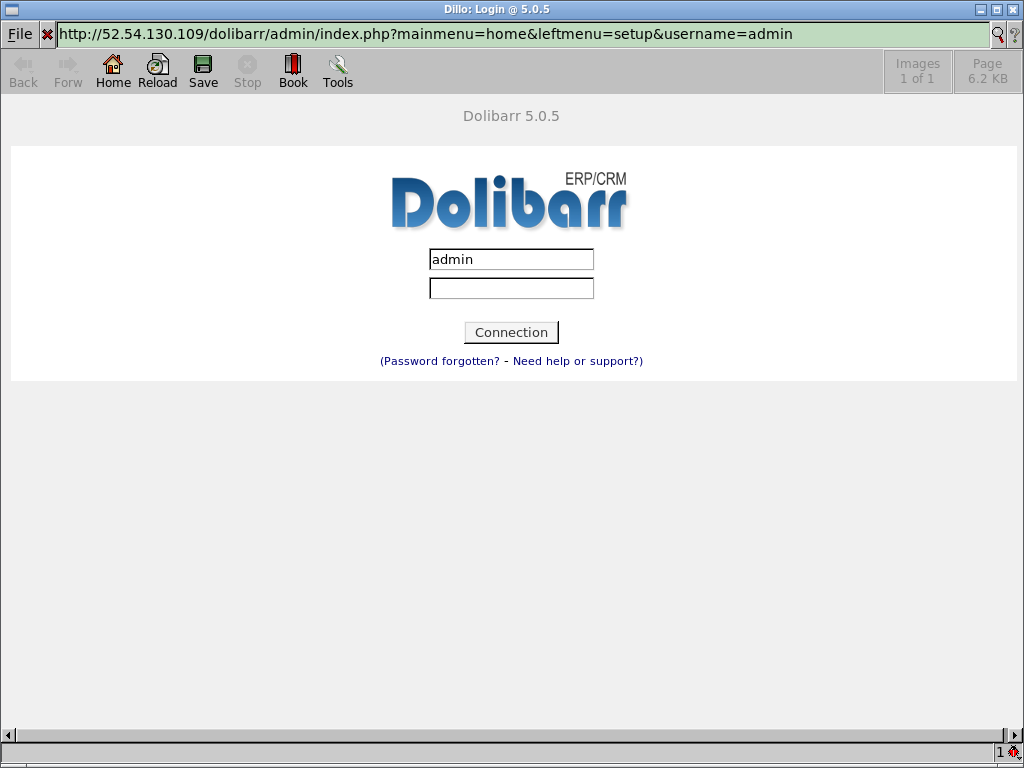 Dillo: Login @ 5.0.5
File http://52.54.130.109/dolibarr/admin/index.php?mainmenu=home&leftmenu=setup&username=admin ?
Back Forw Home Reload Save Stop Book Tools Images 1 of 1 Page 6.2 KB
Dolibarr 5.0.5
ERP/CRM
Dolibarr
admin
Connection
(Password forgotten? - Need help or support?)
1